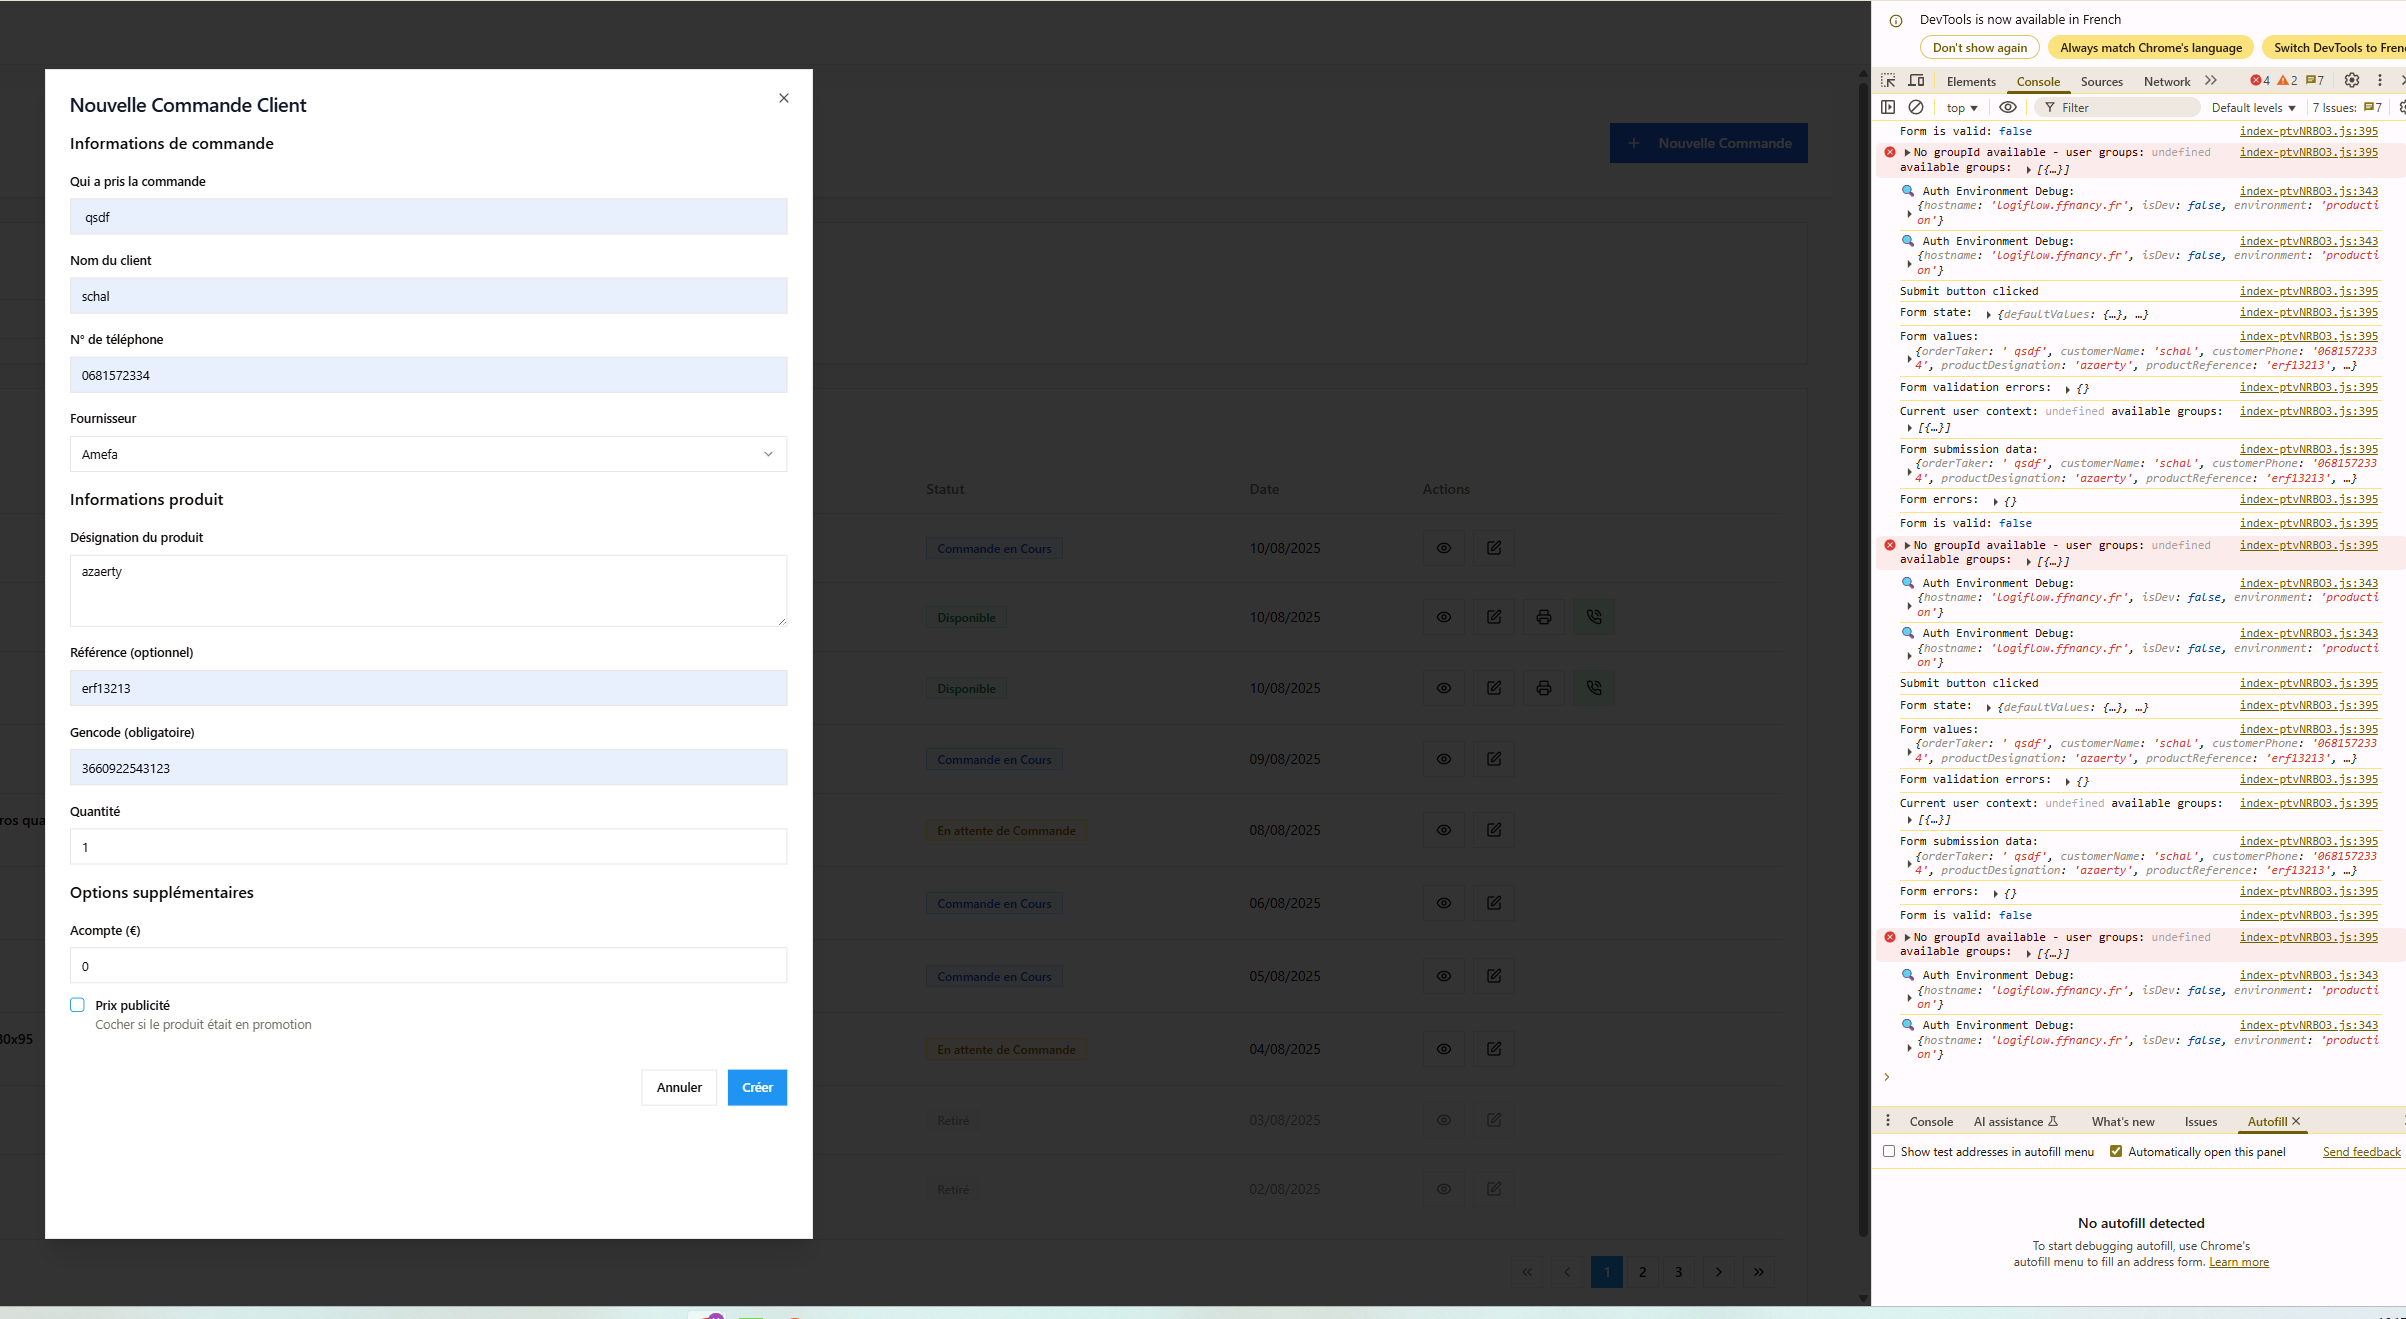 Nouvelle Commande Client
Informations de commande
Qui a pris la commande
qsdf
Nom du client
schal
N° de téléphone
0681572334
Fournisseur
Amefa
Informations produit
Désignation du produit
azaerty
Référence (optionnel)
erf13213
Gencode (obligatoire)
3660922543123
Quantité
1
Options supplémentaires
Acompte (€)
0
Prix publicité
Cocher si le produit était en promotion
Annuler
Créer
ros qua
30x95
+ Nouvelle Commande
Statut Date Actions
Commande en Cours 10/08/2025
Disponible 10/08/2025
Disponible 10/08/2025
Commande en Cours 09/08/2025
En attente de Commande 08/08/2025
Commande en Cours 06/08/2025
Commande en Cours 05/08/2025
En attente de Commande 04/08/2025
Retiré 03/08/2025
Retiré 02/08/2025
« ‹ 1 2 3 › »
DevTools is now available in French
Don't show again Always match Chrome's language Switch DevTools to Fren
Elements Console Sources Network 4 2 7
top Filter Default levels 7 Issues: 7
Form is valid: false index-ptvNRBO3.js:395
No groupId available - user groups: undefined index-ptvNRBO3.js:395
available groups: [{…}]
Auth Environment Debug: index-ptvNRBO3.js:343
{hostname: 'logiflow.ffnancy.fr', isDev: false, environment: 'producti
on'}
Auth Environment Debug: index-ptvNRBO3.js:343
{hostname: 'logiflow.ffnancy.fr', isDev: false, environment: 'producti
on'}
Submit button clicked index-ptvNRBO3.js:395
Form state: {defaultValues: {…}, …} index-ptvNRBO3.js:395
Form values: index-ptvNRBO3.js:395
{orderTaker: ' qsdf', customerName: 'schal', customerPhone: '068157233
4', productDesignation: 'azaerty', productReference: 'erf13213', …}
Form validation errors: {} index-ptvNRBO3.js:395
Current user context: undefined available groups: index-ptvNRBO3.js:395
[{…}]
Form submission data: index-ptvNRBO3.js:395
{orderTaker: ' qsdf', customerName: 'schal', customerPhone: '068157233
4', productDesignation: 'azaerty', productReference: 'erf13213', …}
Form errors: {} index-ptvNRBO3.js:395
Form is valid: false index-ptvNRBO3.js:395
No groupId available - user groups: undefined index-ptvNRBO3.js:395
available groups: [{…}]
Auth Environment Debug: index-ptvNRBO3.js:343
{hostname: 'logiflow.ffnancy.fr', isDev: false, environment: 'producti
on'}
Auth Environment Debug: index-ptvNRBO3.js:343
{hostname: 'logiflow.ffnancy.fr', isDev: false, environment: 'producti
on'}
Submit button clicked index-ptvNRBO3.js:395
Form state: {defaultValues: {…}, …} index-ptvNRBO3.js:395
Form values: index-ptvNRBO3.js:395
{orderTaker: ' qsdf', customerName: 'schal', customerPhone: '068157233
4', productDesignation: 'azaerty', productReference: 'erf13213', …}
Form validation errors: {} index-ptvNRBO3.js:395
Current user context: undefined available groups: index-ptvNRBO3.js:395
[{…}]
Form submission data: index-ptvNRBO3.js:395
{orderTaker: ' qsdf', customerName: 'schal', customerPhone: '068157233
4', productDesignation: 'azaerty', productReference: 'erf13213', …}
Form errors: {} index-ptvNRBO3.js:395
Form is valid: false index-ptvNRBO3.js:395
No groupId available - user groups: undefined index-ptvNRBO3.js:395
available groups: [{…}]
Auth Environment Debug: index-ptvNRBO3.js:343
{hostname: 'logiflow.ffnancy.fr', isDev: false, environment: 'producti
on'}
Auth Environment Debug: index-ptvNRBO3.js:343
{hostname: 'logiflow.ffnancy.fr', isDev: false, environment: 'producti
on'}
Console AI assistance What's new Issues Autofill
Show test addresses in autofill menu Automatically open this panel Send feedback
No autofill detected
To start debugging autofill, use Chrome's
autofill menu to fill an address form. Learn more